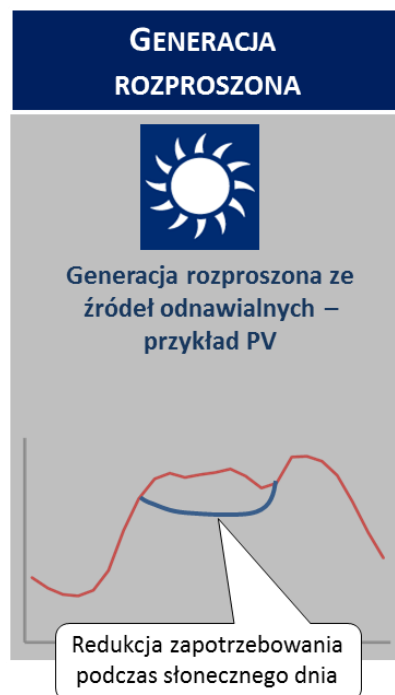 GENERACJA
ROZPROSZONA
Generacja rozproszona ze
źródeł odnawialnych –
przykład PV
Redukcja zapotrzebowania
podczas słonecznego dnia